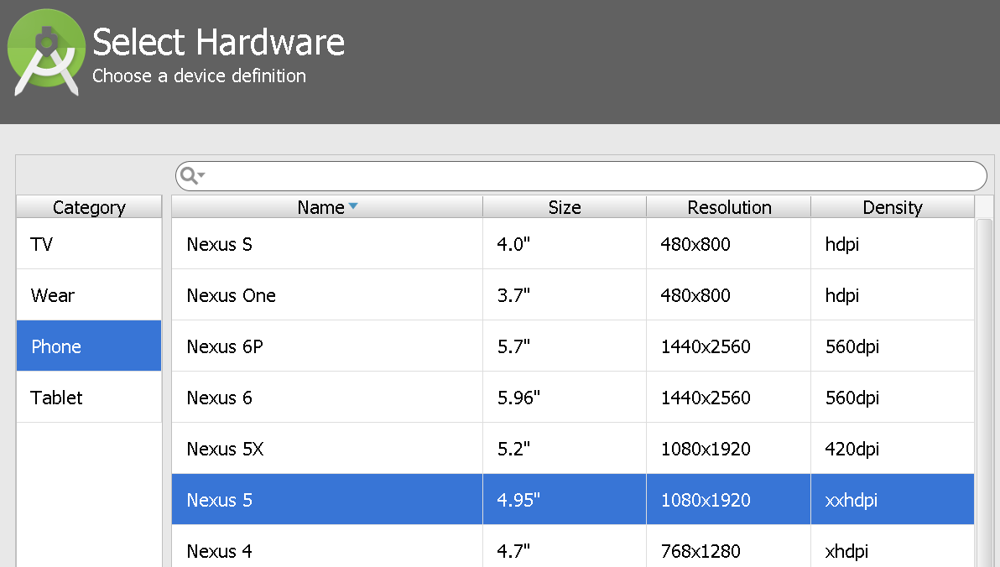 Select Hardware
Choose a device definition
Category Name Size Resolution Density
TV Nexus S 4.0" 480x800 hdpi
Wear Nexus One 3.7" 480x800 hdpi
Phone Nexus 6P 5.7" 1440x2560 560dpi
Tablet Nexus 6 5.96" 1440x2560 560dpi
Nexus 5X 5.2" 1080x1920 420dpi
Nexus 5 4.95" 1080x1920 xxhdpi
Nexus 4 4.7" 768x1280 xhdpi